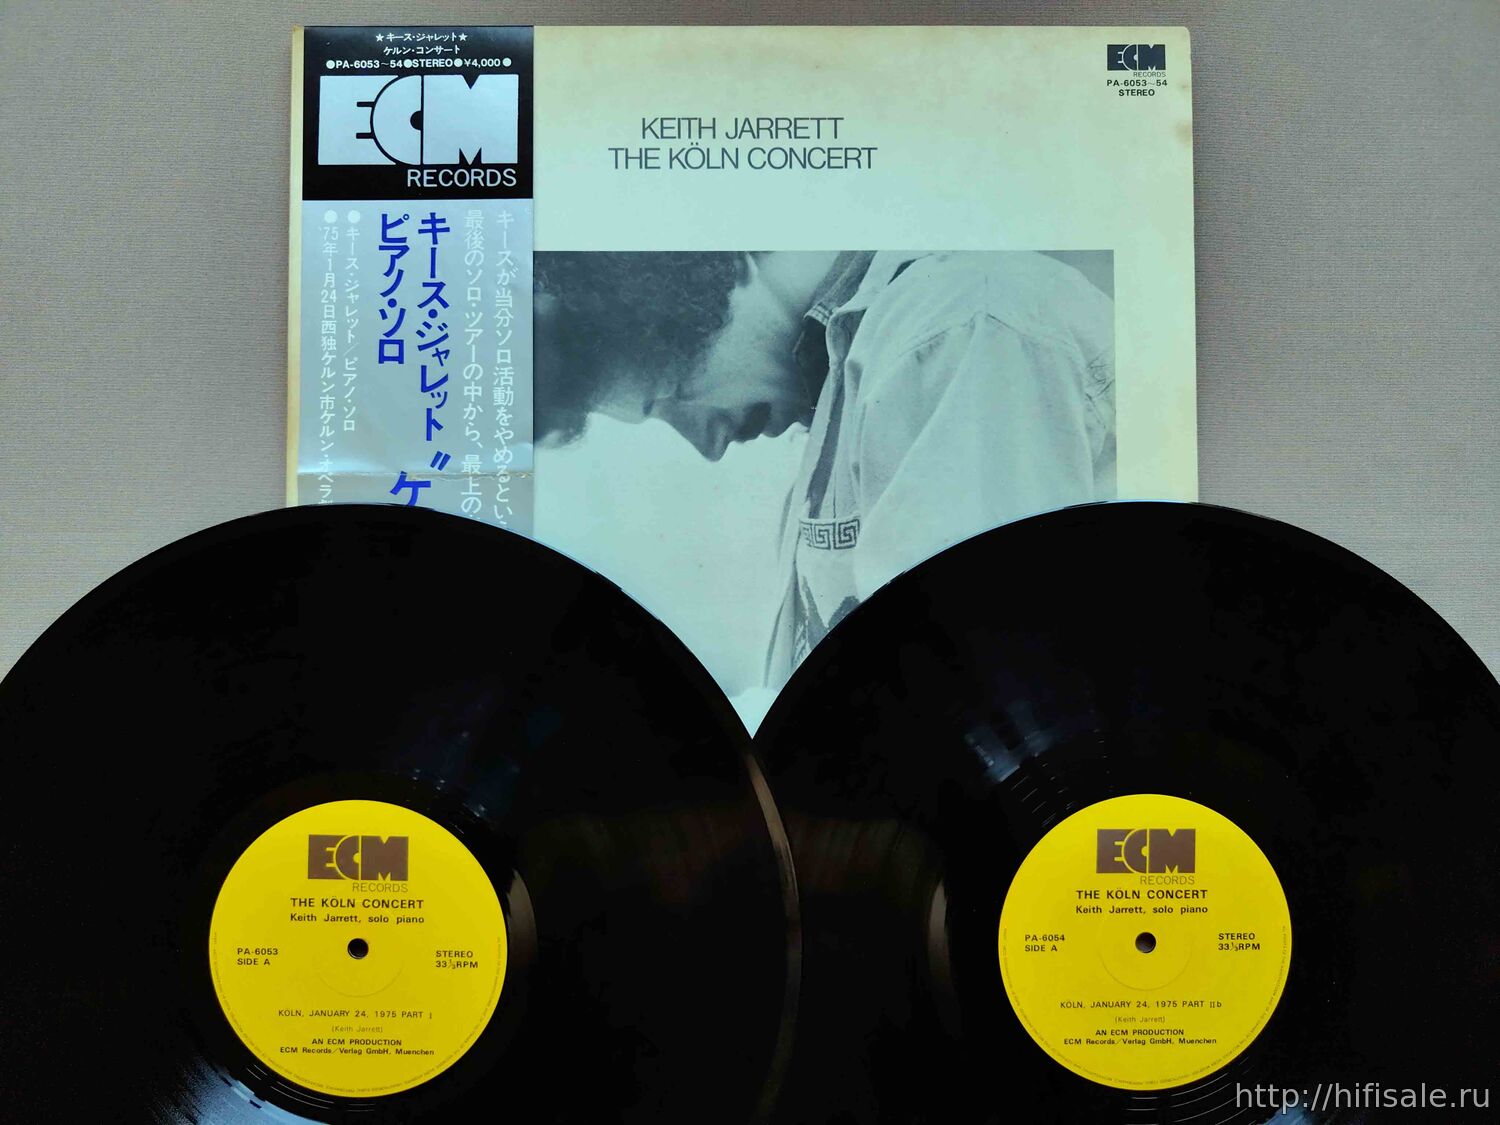 ★キース・ジャレット★
ケルン・コンサート
●PA-6053〜54●STEREO●¥4,000●
ECM
RECORDS
キースが当分ソロ活動をやめるとい
最後のソロ・ツアーの中から、最上の
キース・ジャレット〝ケ
ピアノ・ソロ
●キース・ジャレット/ピアノ・ソロ
●'75年1月24日西独ケルン市ケルン・オペラ
ECM
RECORDS
PA-6053〜54
STEREO
KEITH JARRETT
THE KÖLN CONCERT
ECM
RECORDS
THE KÖLN CONCERT
Keith Jarrett, solo piano
PA-6053
SIDE A
STEREO
33⅓RPM
KÖLN, JANUARY 24, 1975 PART I
(Keith Jarrett)
AN ECM PRODUCTION
ECM Records/Verlag GmbH, Muenchen
ECM
RECORDS
THE KÖLN CONCERT
Keith Jarrett, solo piano
PA-6054
SIDE A
STEREO
33⅓RPM
KÖLN, JANUARY 24, 1975 PART IIb
(Keith Jarrett)
AN ECM PRODUCTION
ECM Records/Verlag GmbH, Muenchen
http://hifisale.ru